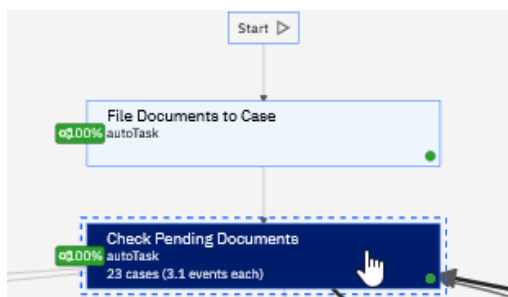 Start
File Documents to Case
100% autoTask
Check Pending Documents
100% autoTask
23 cases (3.1 events each)